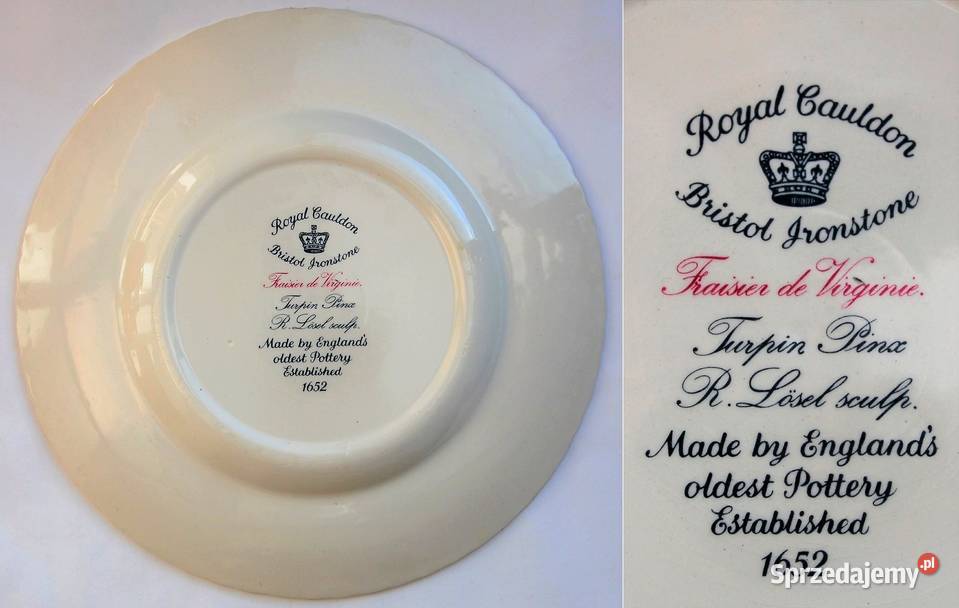 Royal Cauldon
Bristol Ironstone
Fraisier de Virginie.
Turpin Pinx
R. Lösel sculp.
Made by England's
oldest Pottery
Established
1652
Royal Cauldon
Bristol Ironstone
Fraisier de Virginie.
Turpin Pinx
R. Lösel sculp.
Made by England's
oldest Pottery
Established
1652
Sprzedajemy.pl